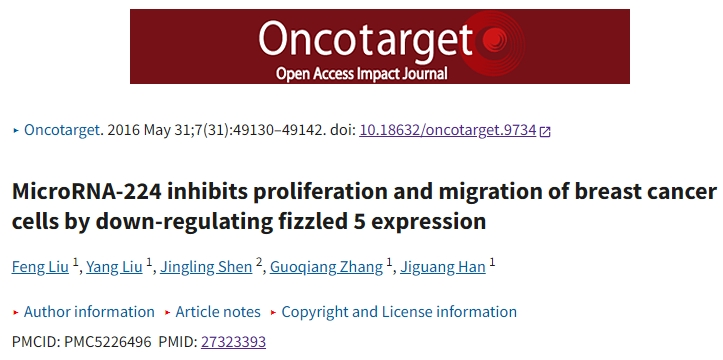 Oncotarget
Open Access Impact Journal
▸ Oncotarget. 2016 May 31;7(31):49130–49142. doi: 10.18632/oncotarget.9734
MicroRNA-224 inhibits proliferation and migration of breast cancer
cells by down-regulating fizzled 5 expression
Feng Liu 1, Yang Liu 1, Jingling Shen 2, Guoqiang Zhang 1, Jiguang Han 1
▸ Author information ▸ Article notes ▸ Copyright and License information
PMCID: PMC5226496 PMID: 27323393